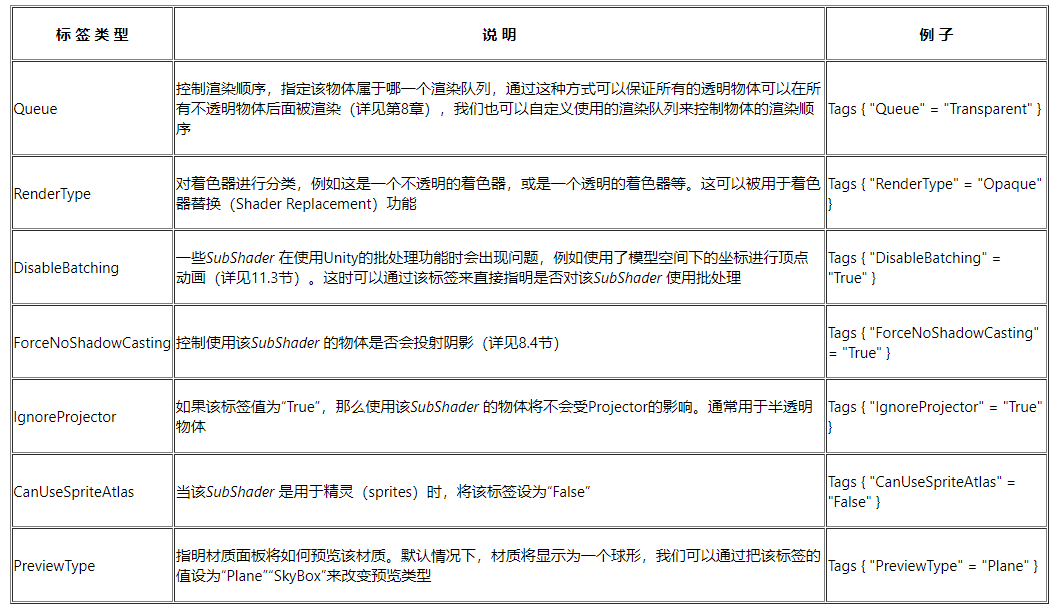 标 签 类 型
说 明
例 子
Queue
控制渲染顺序，指定该物体属于哪一个渲染队列，通过这种方式可以保证所有的透明物体可以在所
有不透明物体后面被渲染（详见第8章），我们也可以自定义使用的渲染队列来控制物体的渲染顺
序
Tags { "Queue" = "Transparent" }
RenderType
对着色器进行分类，例如这是一个不透明的着色器，或是一个透明的着色器等。这可以被用于着色
器替换（Shader Replacement）功能
Tags { "RenderType" = "Opaque"
}
DisableBatching
一些SubShader 在使用Unity的批处理功能时会出现问题，例如使用了模型空间下的坐标进行顶点
动画（详见11.3节）。这时可以通过该标签来直接指明是否对该SubShader 使用批处理
Tags { "DisableBatching" =
"True" }
ForceNoShadowCasting
控制使用该SubShader 的物体是否会投射阴影（详见8.4节）
Tags { "ForceNoShadowCasting"
= "True" }
IgnoreProjector
如果该标签值为“True”，那么使用该SubShader 的物体将不会受Projector的影响。通常用于半透明
物体
Tags { "IgnoreProjector" = "True"
}
CanUseSpriteAtlas
当该SubShader 是用于精灵（sprites）时，将该标签设为“False”
Tags { "CanUseSpriteAtlas" =
"False" }
PreviewType
指明材质面板将如何预览该材质。默认情况下，材质将显示为一个球形，我们可以通过把该标签的
值设为“Plane”“SkyBox”来改变预览类型
Tags { "PreviewType" = "Plane" }